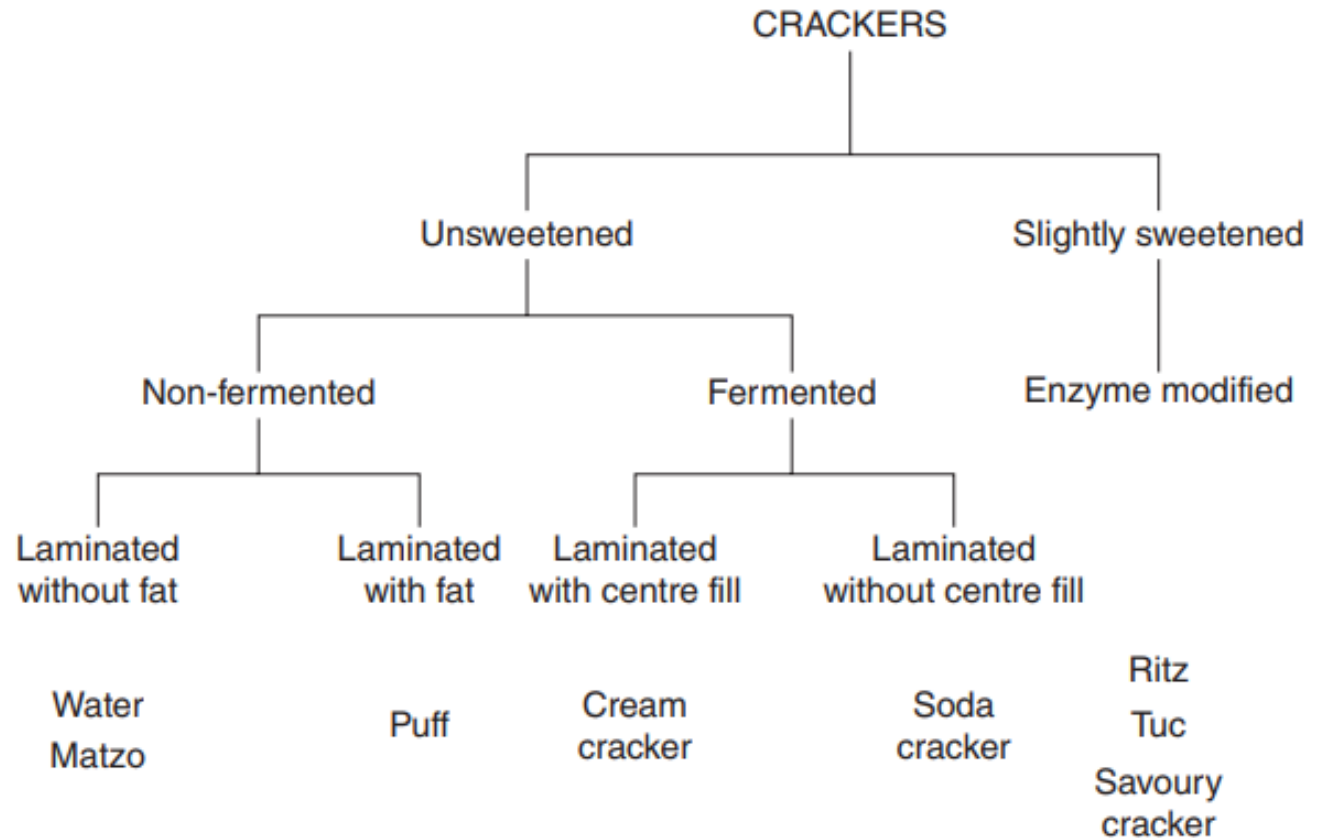 CRACKERS
Unsweetened
Slightly sweetened
Non-fermented
Fermented
Enzyme modified
Laminated
without fat
Laminated
with fat
Laminated
with centre fill
Laminated
without centre fill
Water
Matzo
Puff
Cream
cracker
Soda
cracker
Ritz
Tuc
Savoury
cracker